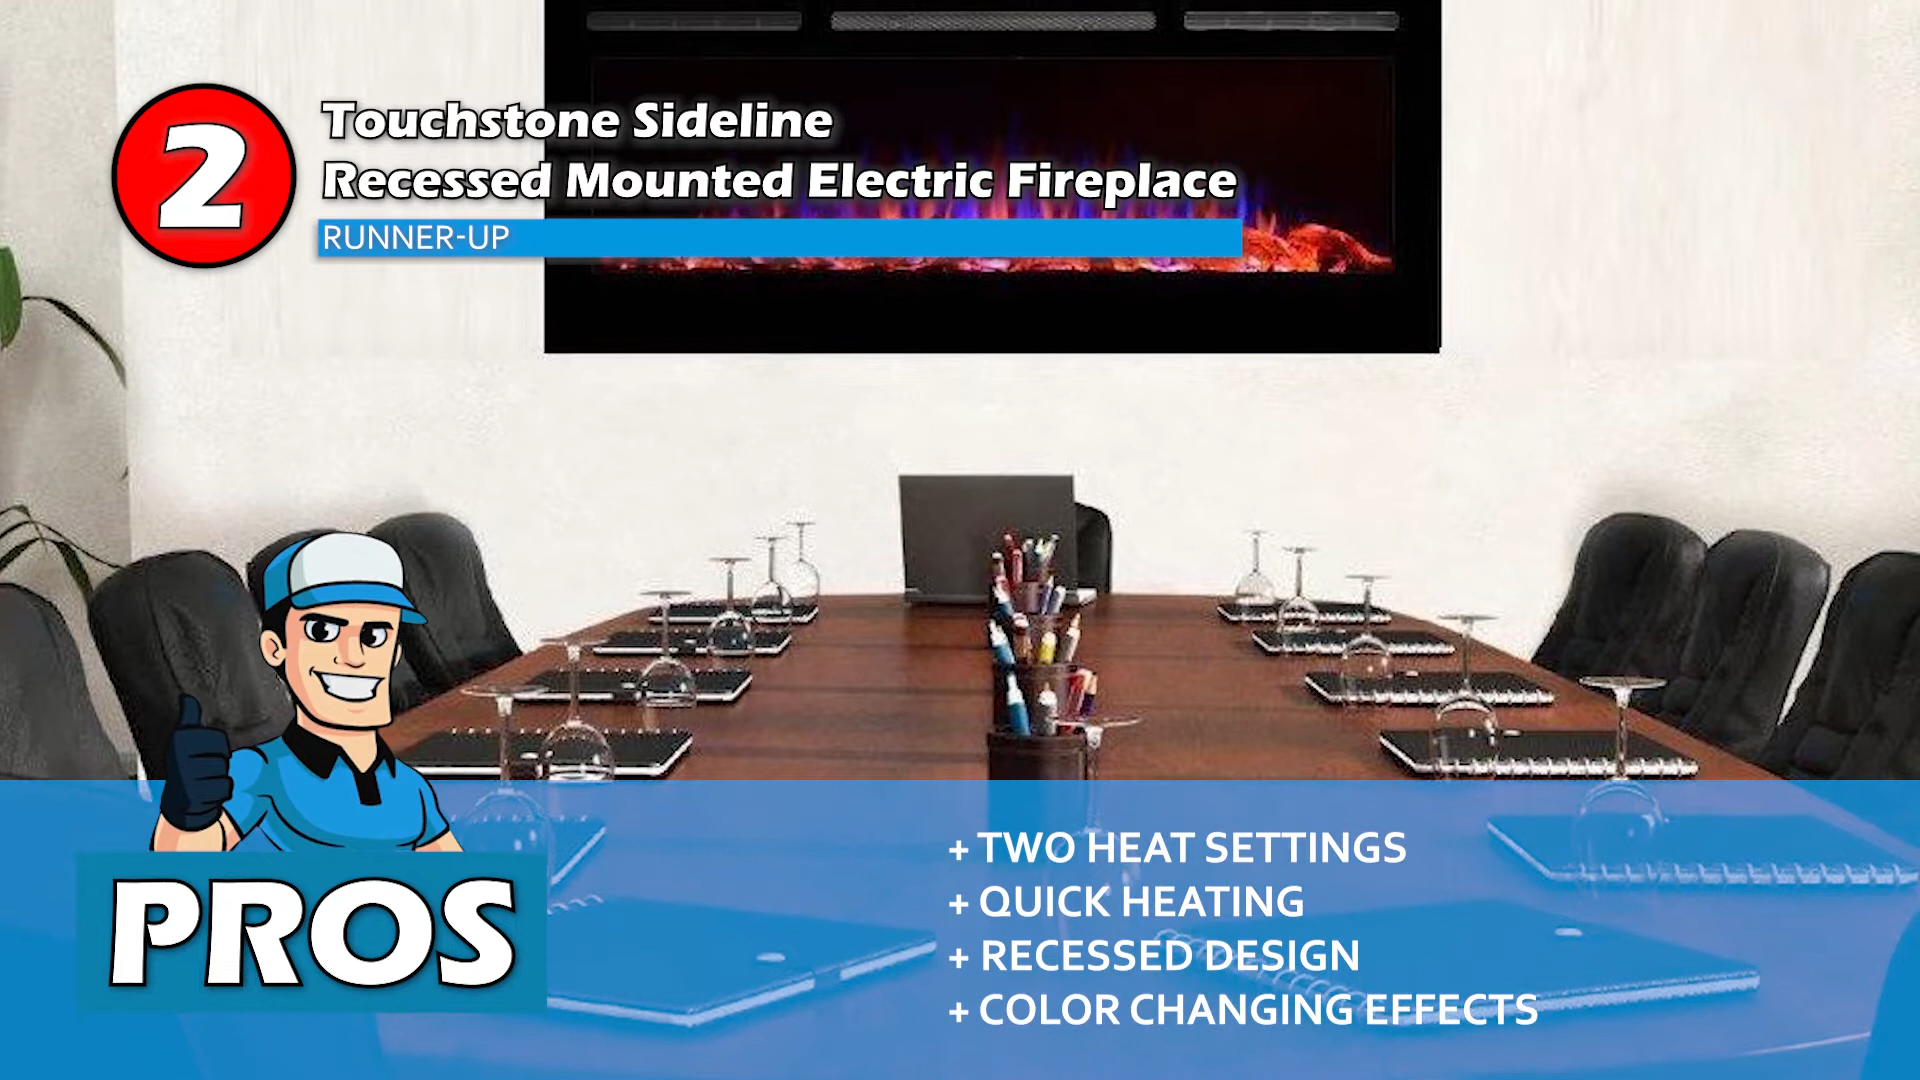 2
Touchstone Sideline
Recessed Mounted Electric Fireplace
RUNNER-UP
PROS
+ TWO HEAT SETTINGS
+ QUICK HEATING
+ RECESSED DESIGN
+ COLOR CHANGING EFFECTS